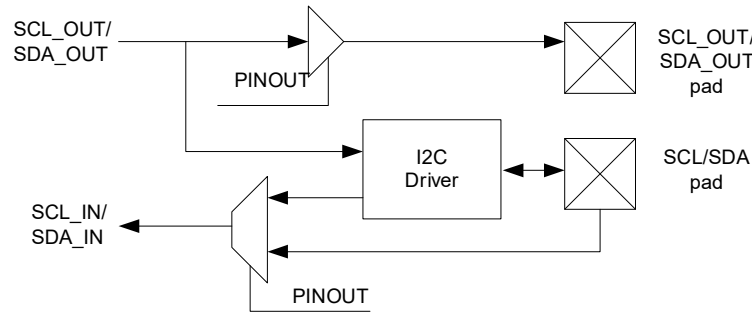 SCL_OUT/
SDA_OUT
SCL_OUT/
SDA_OUT
pad
PINOUT
I2C
Driver
SCL/SDA
pad
SCL_IN/
SDA_IN
PINOUT